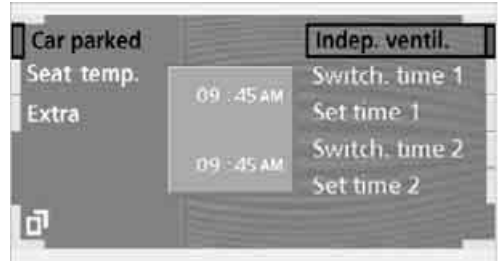 Car parked
Seat temp.
Extra
09 : 45 AM
09 : 45 AM
Indep. ventil.
Switch. time 1
Set time 1
Switch. time 2
Set time 2